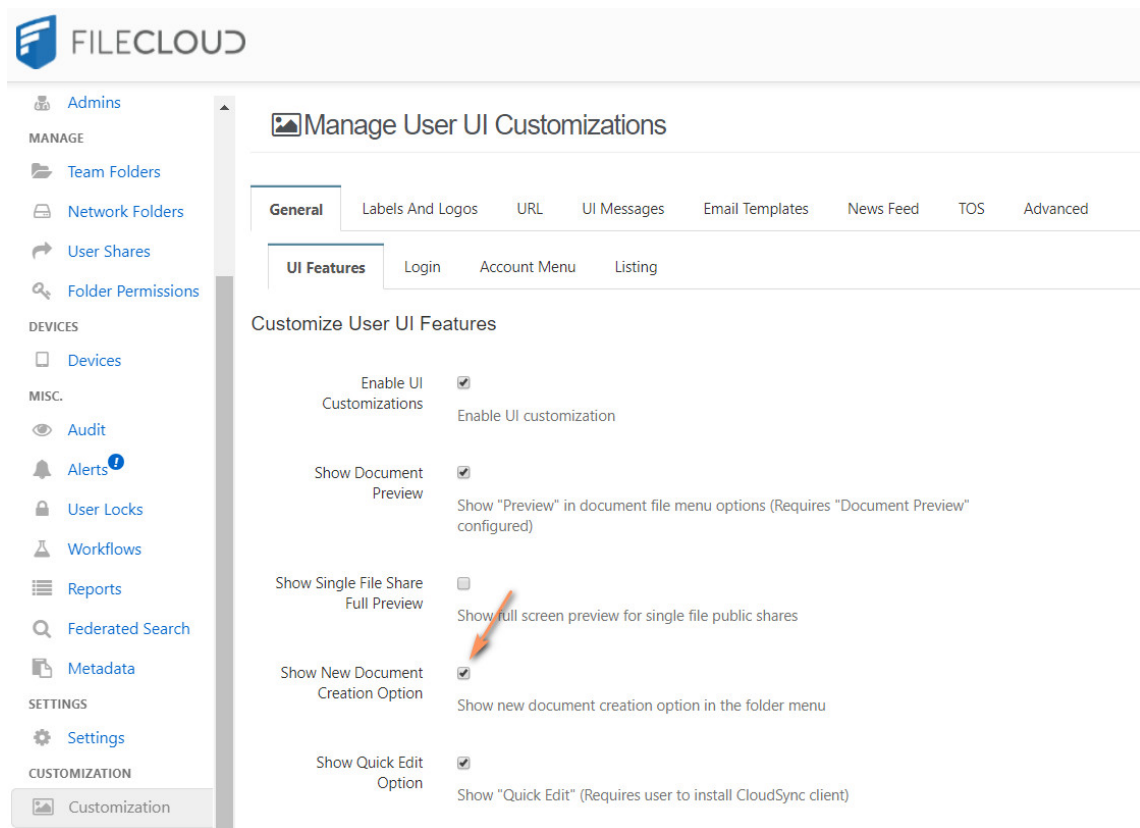 FILECLOUD
Admins
MANAGE
Team Folders
Network Folders
User Shares
Folder Permissions
DEVICES
Devices
MISC.
Audit
Alerts
User Locks
Workflows
Reports
Federated Search
Metadata
SETTINGS
Settings
CUSTOMIZATION
Customization
Manage User UI Customizations
General Labels And Logos URL UI Messages Email Templates News Feed TOS Advanced
UI Features Login Account Menu Listing
Customize User UI Features
Enable UI
Customizations
Enable UI customization
Show Document
Preview
Show "Preview" in document file menu options (Requires "Document Preview"
configured)
Show Single File Share
Full Preview
Show full screen preview for single file public shares
Show New Document
Creation Option
Show new document creation option in the folder menu
Show Quick Edit
Option
Show "Quick Edit" (Requires user to install CloudSync client)